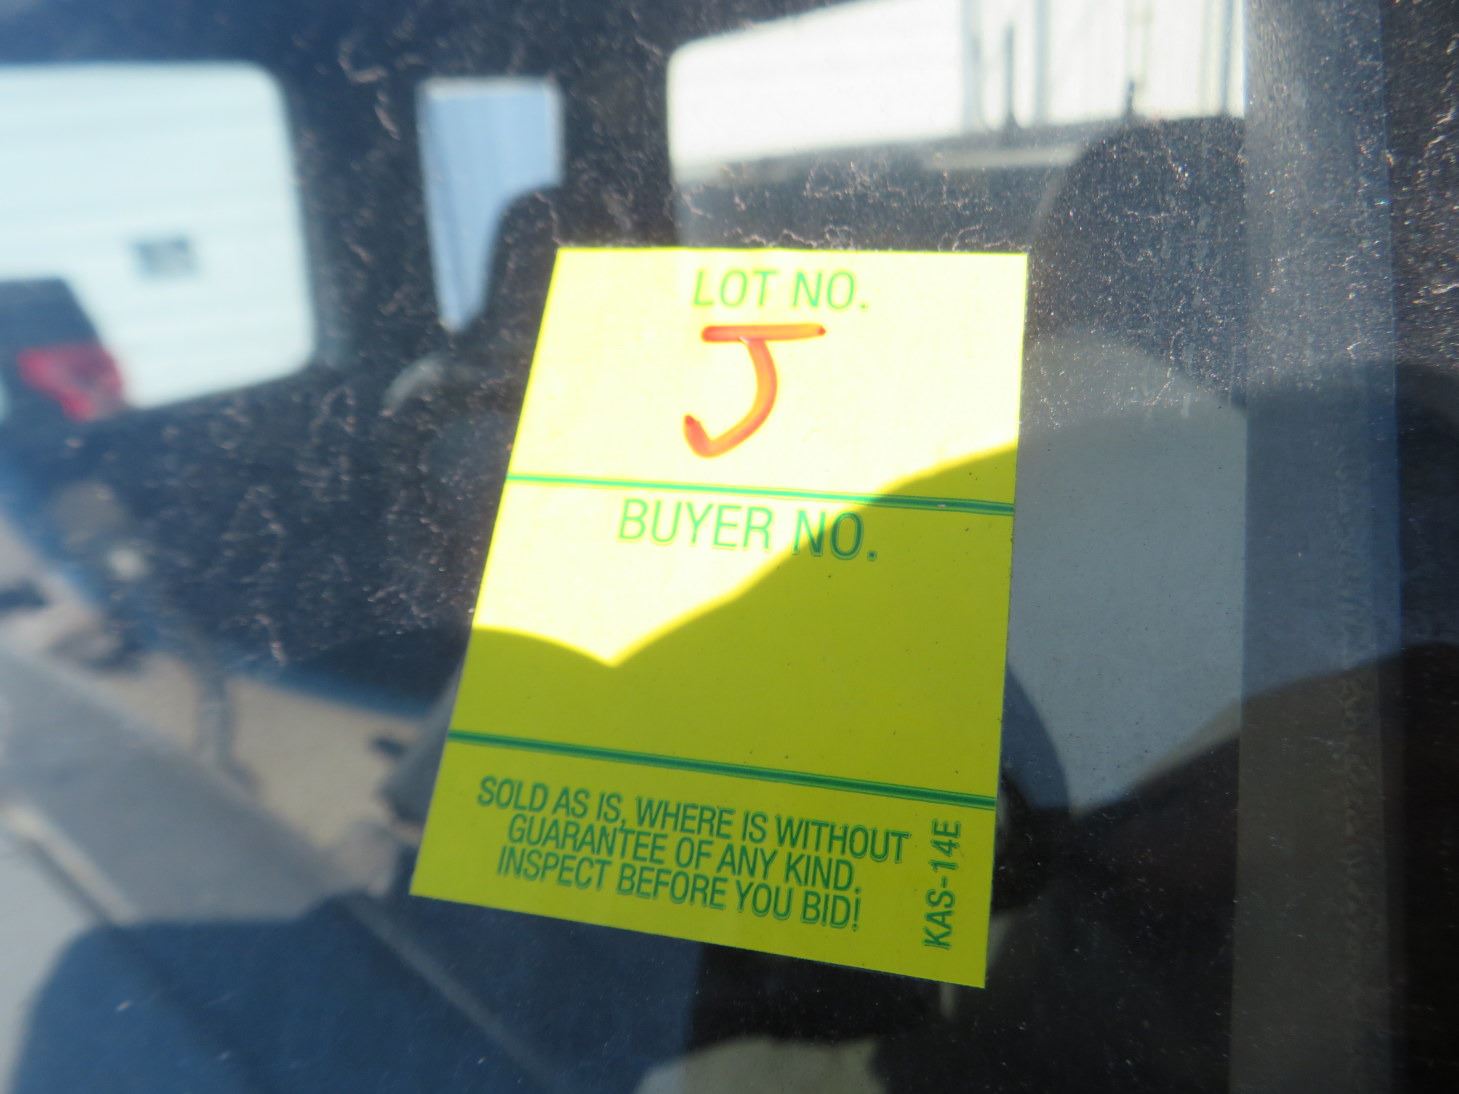 LOT NO.
J
BUYER NO.
SOLD AS IS, WHERE IS WITHOUT
GUARANTEE OF ANY KIND.
INSPECT BEFORE YOU BID!
KAS-14E